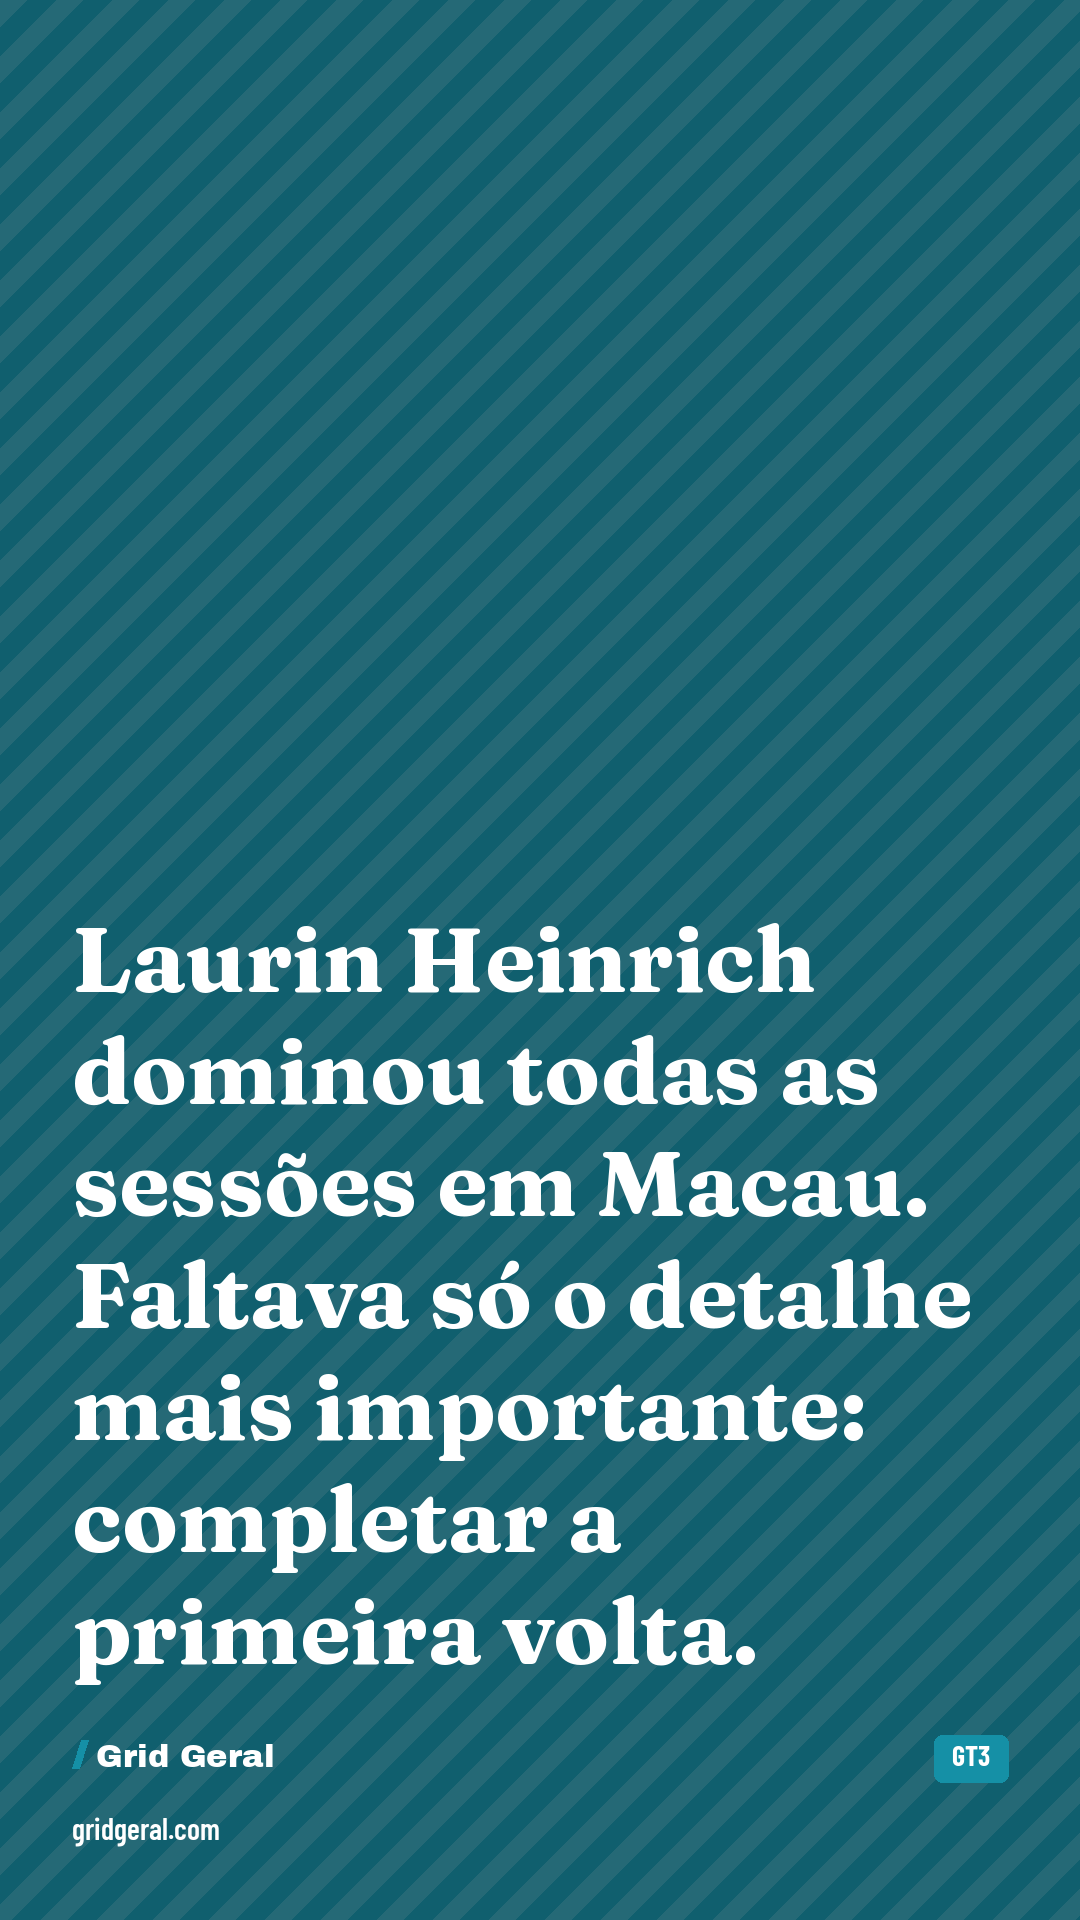 Laurin Heinrich
dominou todas as
sessões em Macau.
Faltava só o detalhe
mais importante:
completar a
primeira volta.
/ Grid Geral
GT3
gridgeral.com